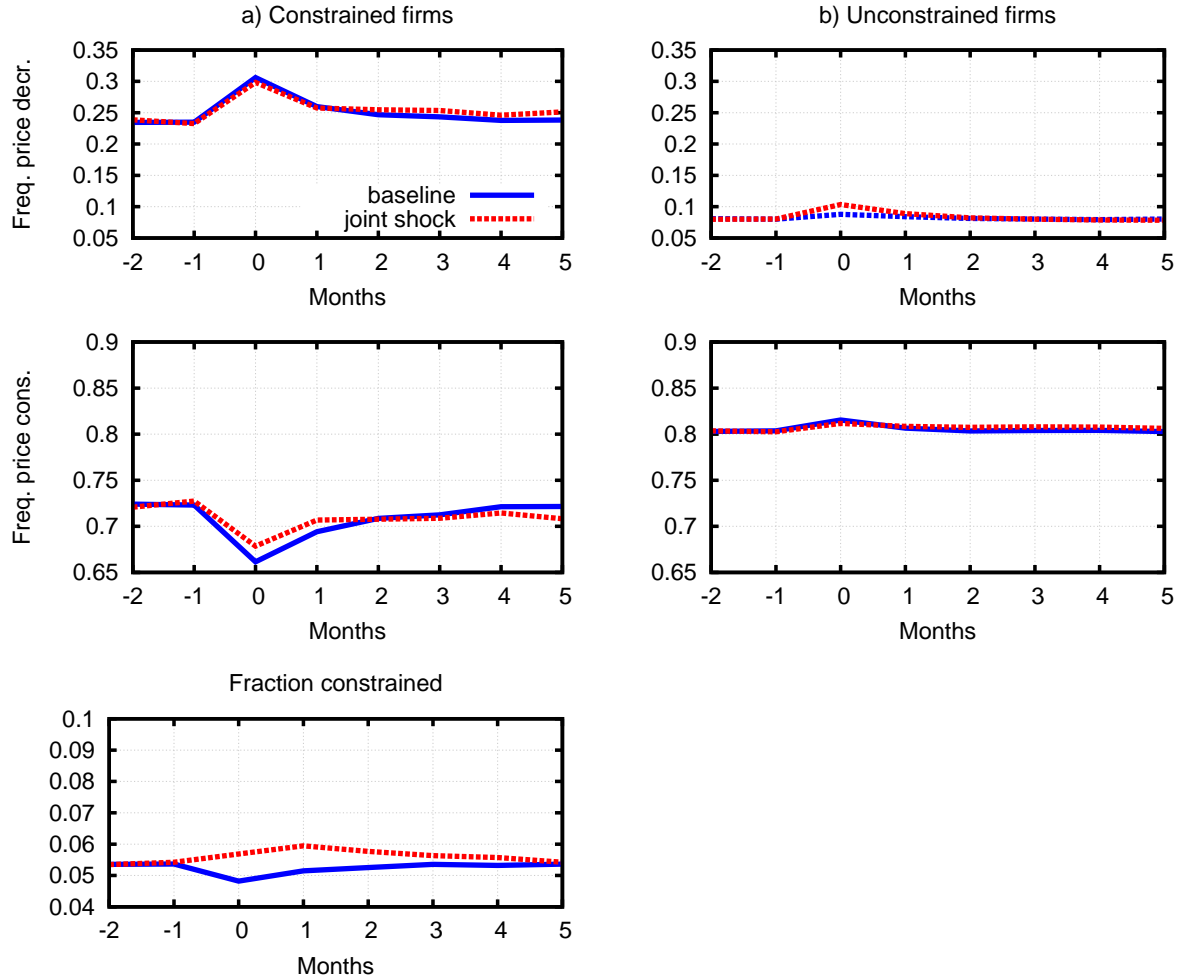 a) Constrained firms
b) Unconstrained firms
Freq. price decr.
0.35
0.3
0.25
0.2
0.15
0.1
0.05
baseline
joint shock
-2 -1 0 1 2 3 4 5
Months
0.35
0.3
0.25
0.2
0.15
0.1
0.05
-2 -1 0 1 2 3 4 5
Months
Freq. price cons.
0.9
0.85
0.8
0.75
0.7
0.65
-2 -1 0 1 2 3 4 5
Months
0.9
0.85
0.8
0.75
0.7
0.65
-2 -1 0 1 2 3 4 5
Months
Fraction constrained
0.1
0.09
0.08
0.07
0.06
0.05
0.04
-2 -1 0 1 2 3 4 5
Months